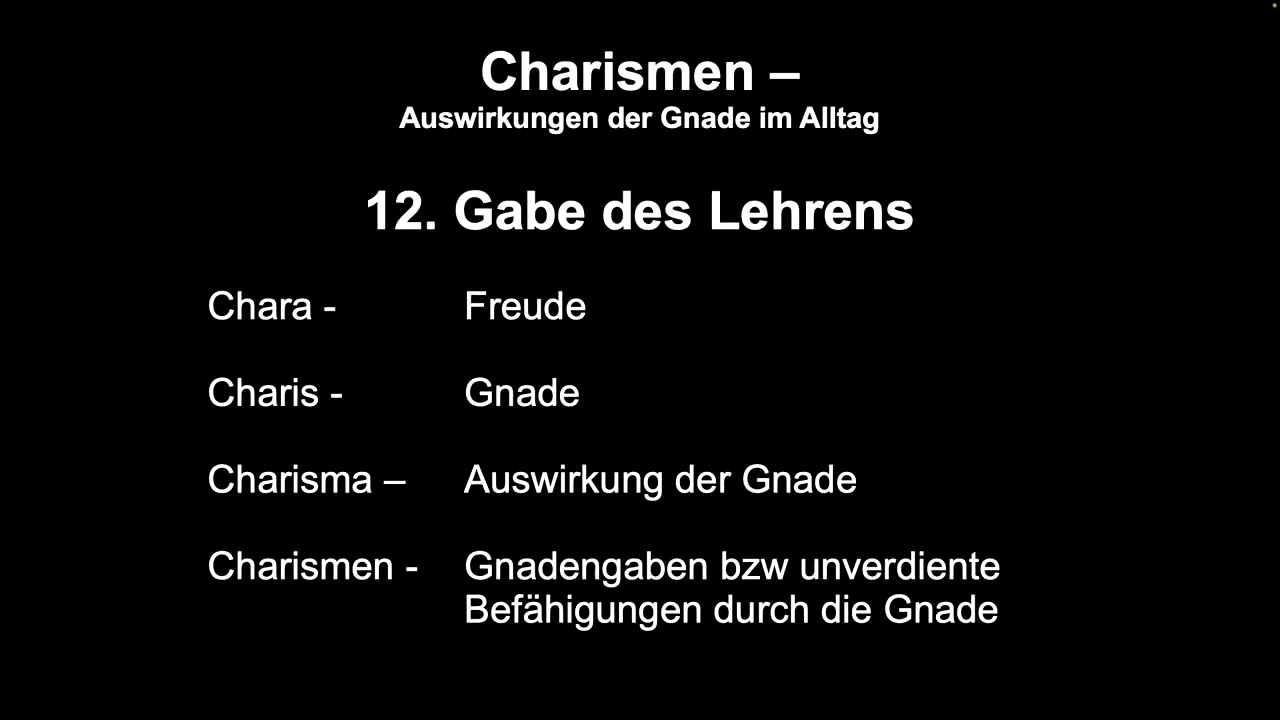 Charismen –
Auswirkungen der Gnade im Alltag
12. Gabe des Lehrens
Chara - Freude
Charis - Gnade
Charisma – Auswirkung der Gnade
Charismen - Gnadengaben bzw unverdiente
Befähigungen durch die Gnade